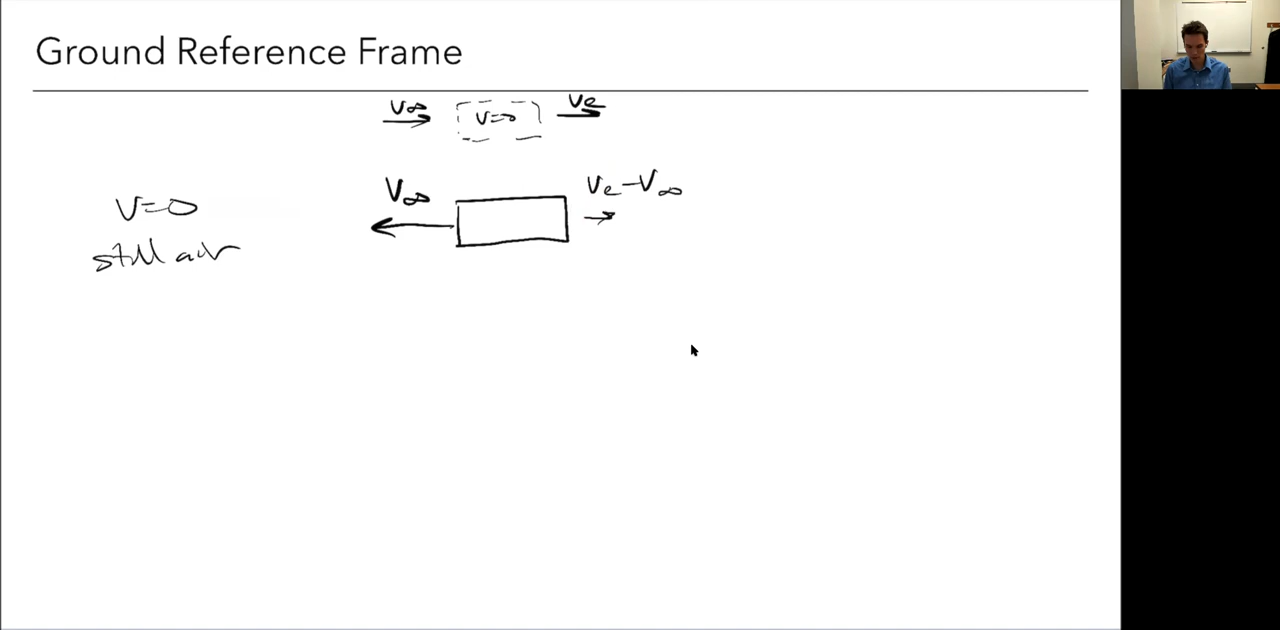 Ground Reference Frame
V∞ V=0 Ve
V∞ Ve-V∞
V=0
still air